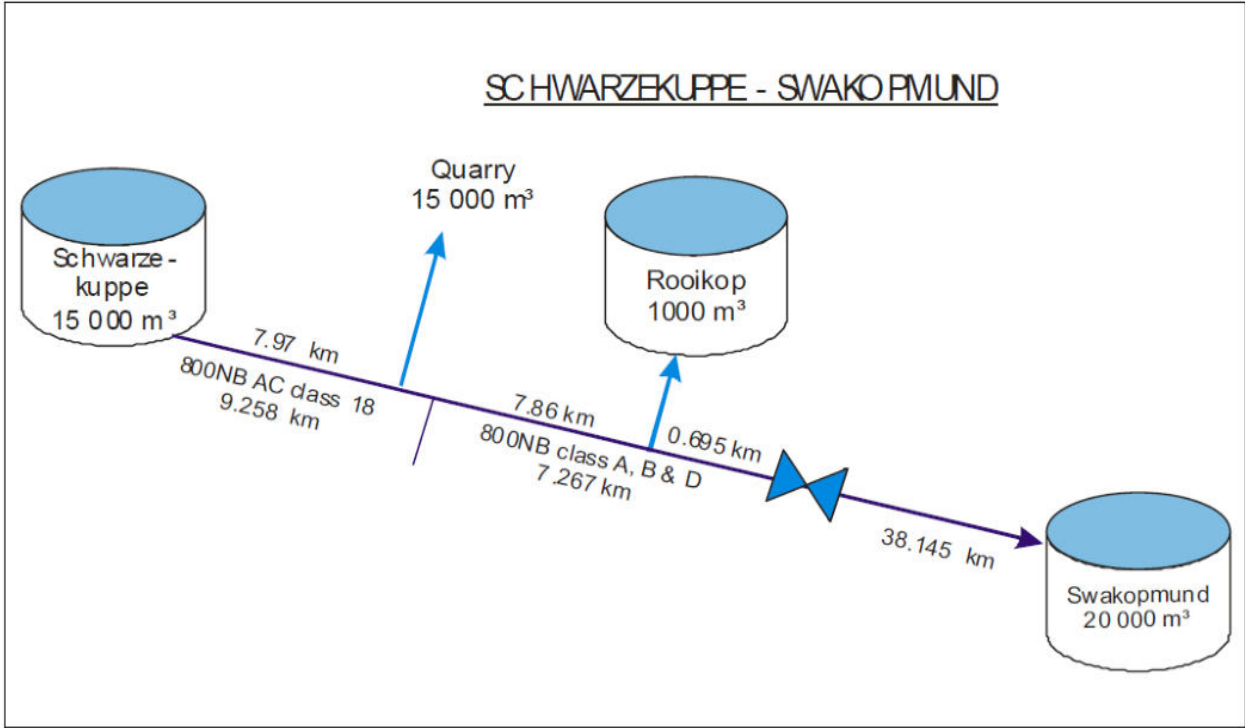 SCHWARZEKUPPE - SWAKOPMUND
Quarry
15 000 m³
Schwarze-
kuppe
15 000 m³
Rooikop
1000 m³
7.97 km
800NB AC class 18
9.258 km
7.86 km
800NB class A, B & D
7.267 km
0.695 km
38.145 km
Swakopmund
20 000 m³